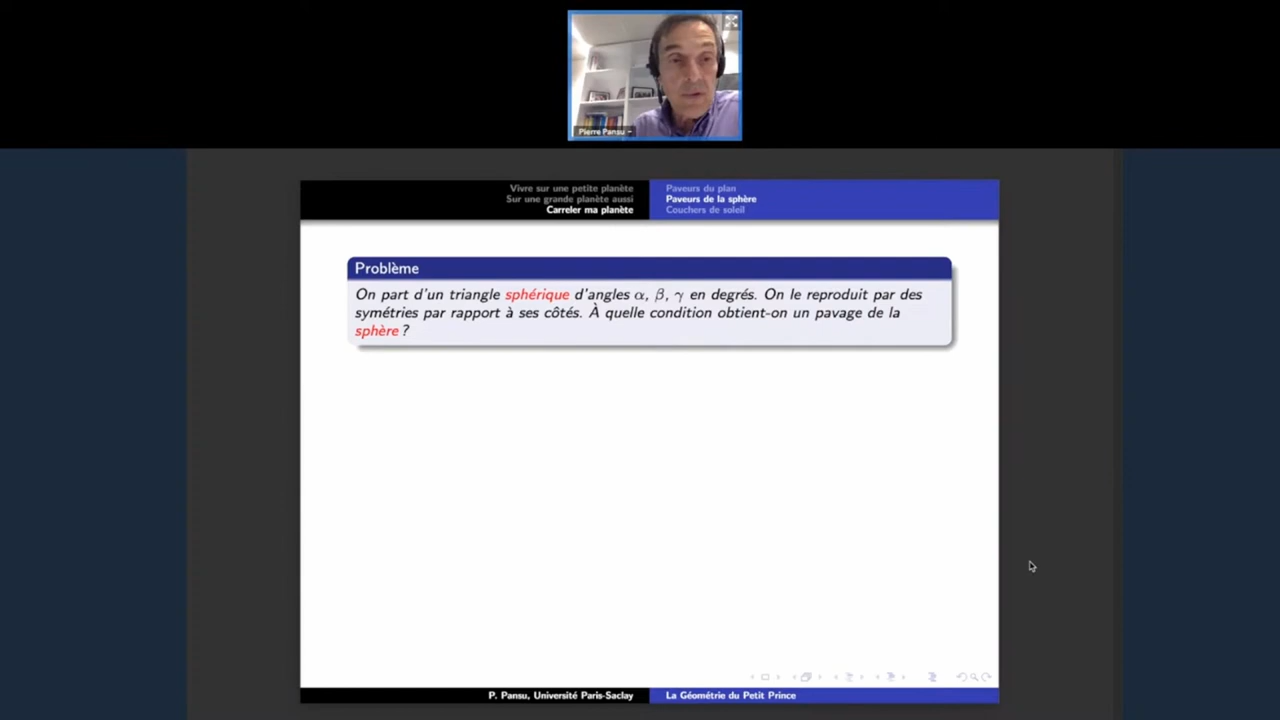 Pierre Pansu
Vivre sur une petite planète
Sur une grande planète aussi
Carreler ma planète
Paveurs du plan
Paveurs de la sphère
Couchers de soleil
Problème
On part d'un triangle sphérique d'angles α, β, γ en degrés. On le reproduit par des
symétries par rapport à ses côtés. À quelle condition obtient-on un pavage de la
sphère ?
P. Pansu, Université Paris-Saclay
La Géométrie du Petit Prince